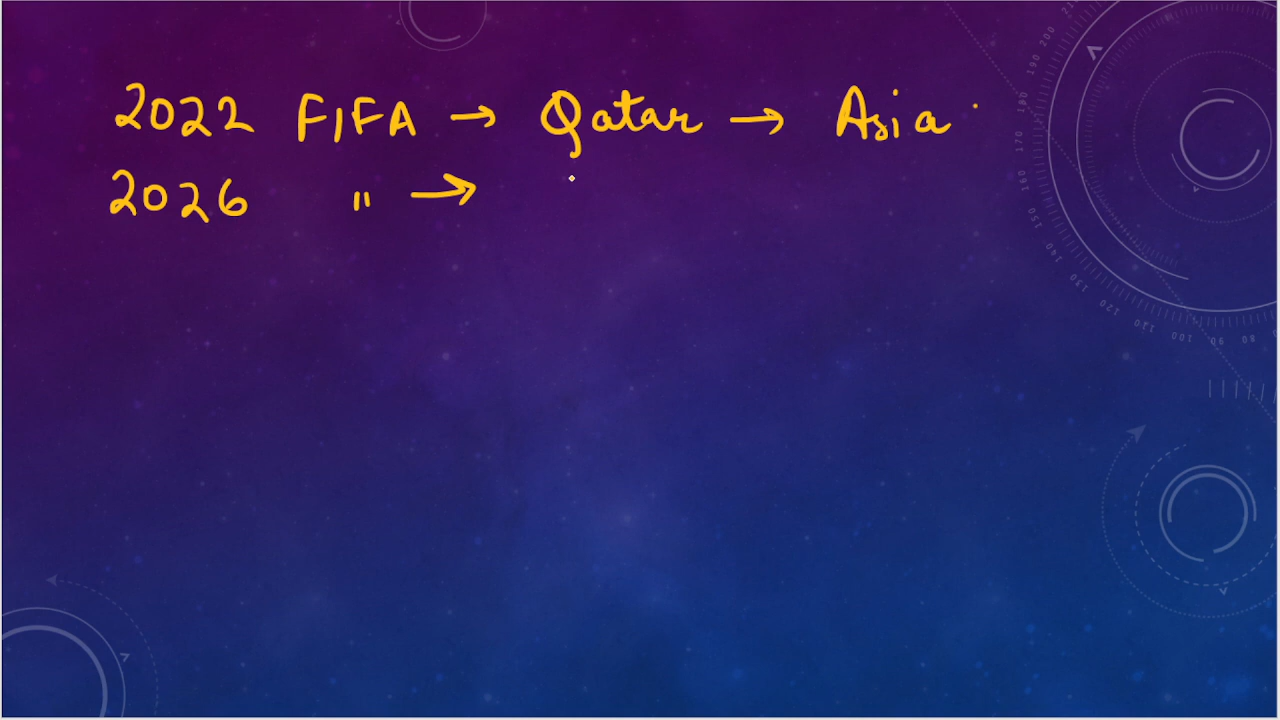 2022 FIFA → Qatar → Asia
2026 " →